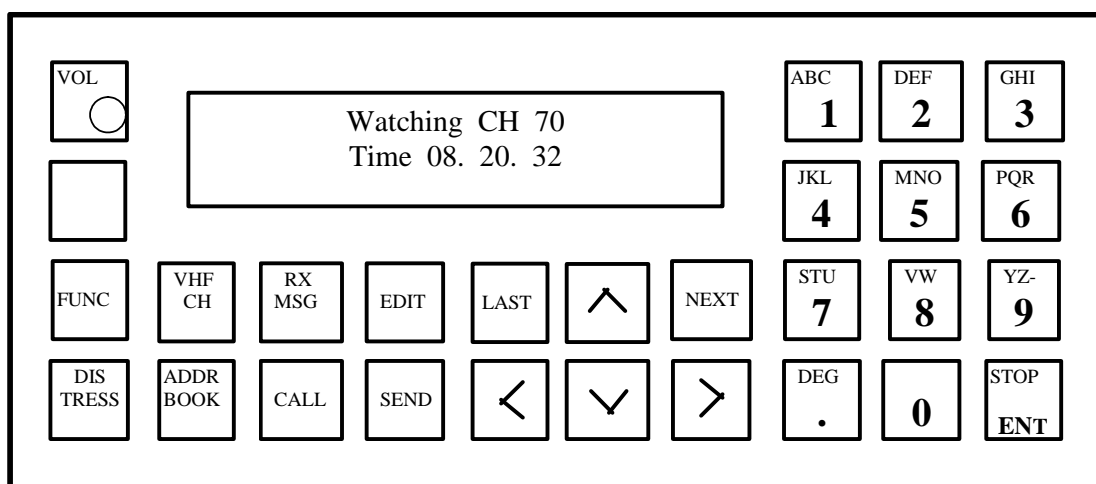 VOL
Watching CH 70
Time 08. 20. 32
ABC
1
DEF
2
GHI
3
JKL
4
MNO
5
PQR
6
FUNC
VHF
CH
RX
MSG
EDIT
LAST
NEXT
STU
7
VW
8
YZ-
9
DIS
TRESS
ADDR
BOOK
CALL
SEND
DEG
.
0
STOP
ENT